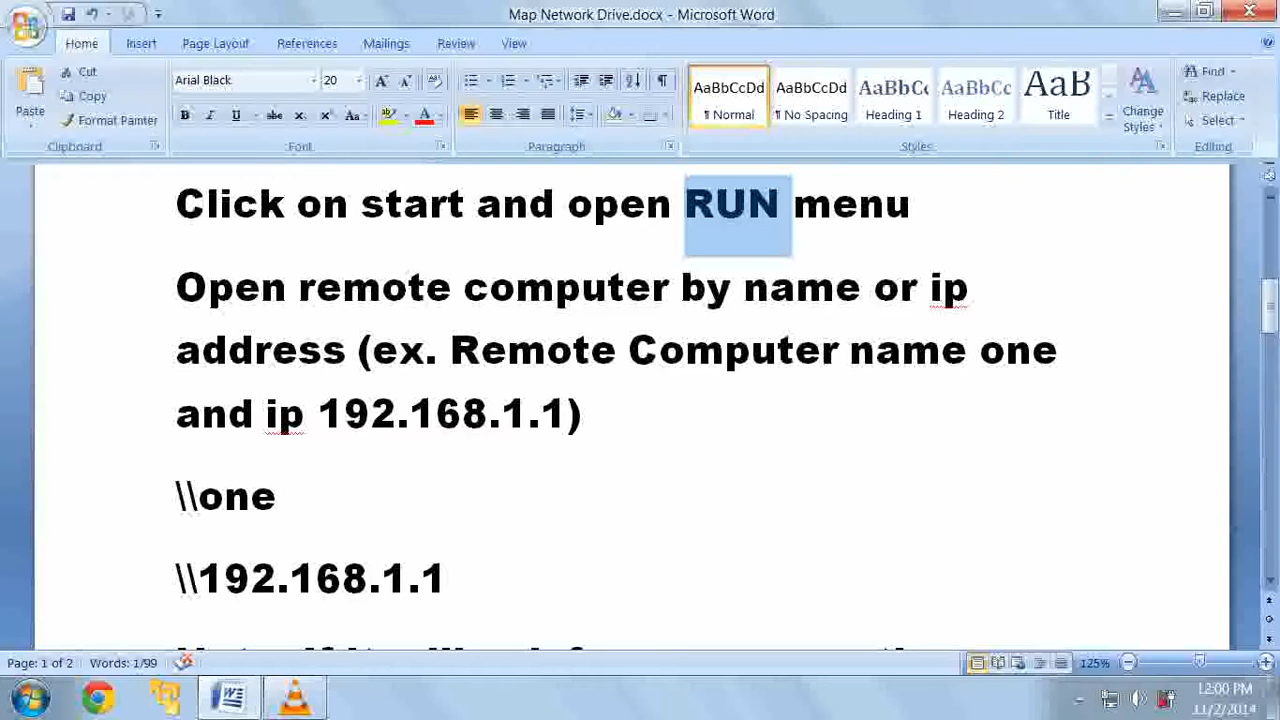 Map Network Drive.docx - Microsoft Word
Home Insert Page Layout References Mailings Review View
Paste
Cut
Copy
Format Painter
Clipboard
Arial Black 20
B I U abc x₂ x² Aa
Font
Paragraph
AaBbCcDd AaBbCcDd AaBbCc AaBbCc AaB
¶ Normal ¶ No Spacing Heading 1 Heading 2 Title
Change
Styles
Styles
Find
Replace
Select
Editing
Click on start and open RUN menu
Open remote computer by name or ip
address (ex. Remote Computer name one
and ip 192.168.1.1)
\\one
\\192.168.1.1
Page: 1 of 2 Words: 1/99 125%
12:00 PM
11/2/2014